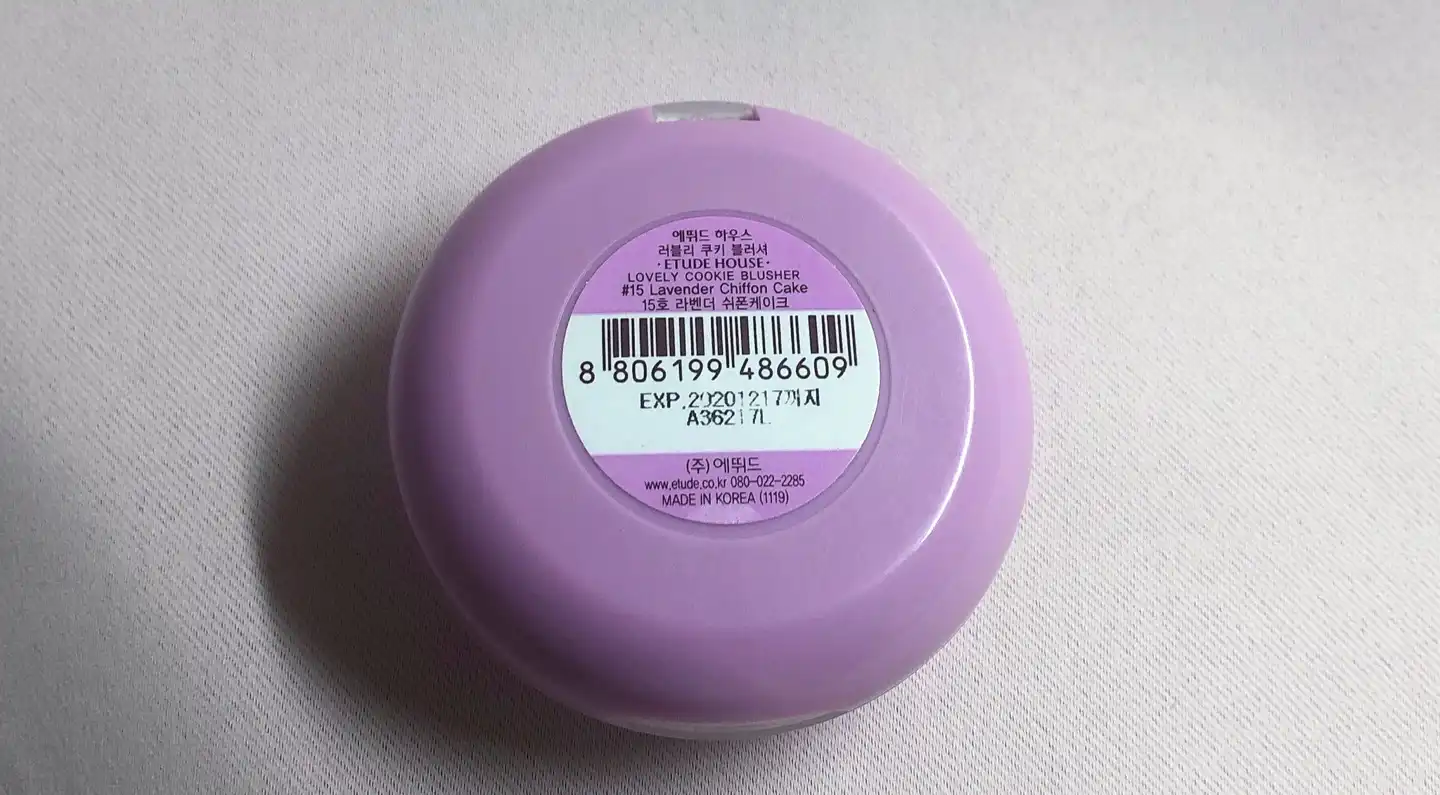 에뛰드 하우스
러블리 쿠키 블러셔
·ETUDE HOUSE·
LOVELY COOKIE BLUSHER
#15 Lavender Chiffon Cake
15호 라벤더 쉬폰케이크
8 806199 486609
EXP.20201217까지
A36217L
(주)에뛰드
www.etude.co.kr 080-022-2285
MADE IN KOREA (1119)